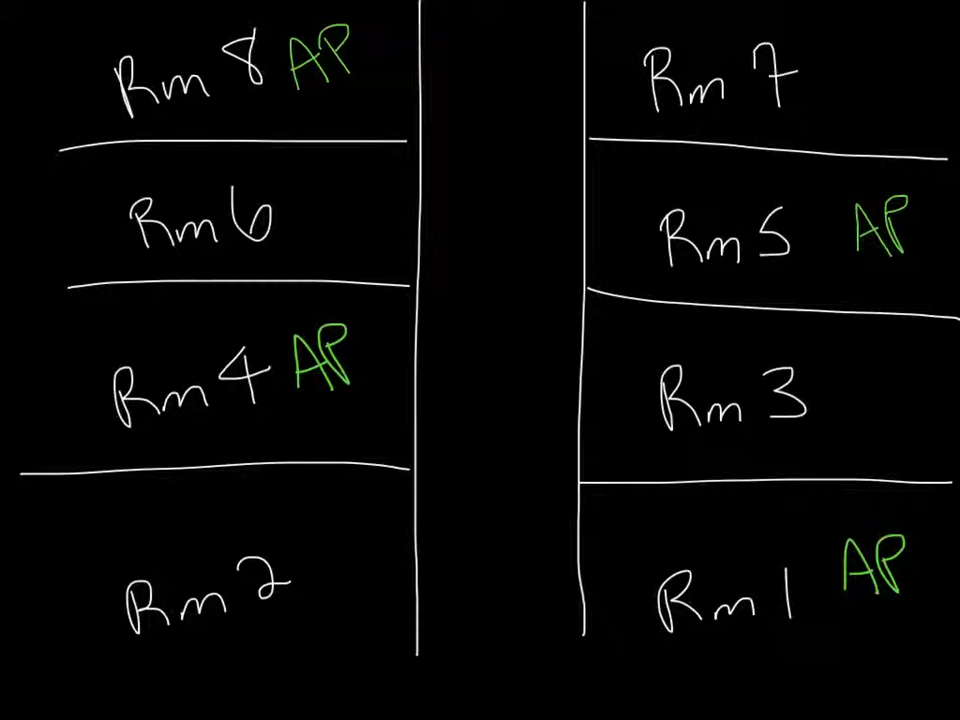 Rm 8 AP
Rm 7
Rm 6
Rm 5 AP
Rm 4 AP
Rm 3
Rm 2
Rm 1 AP